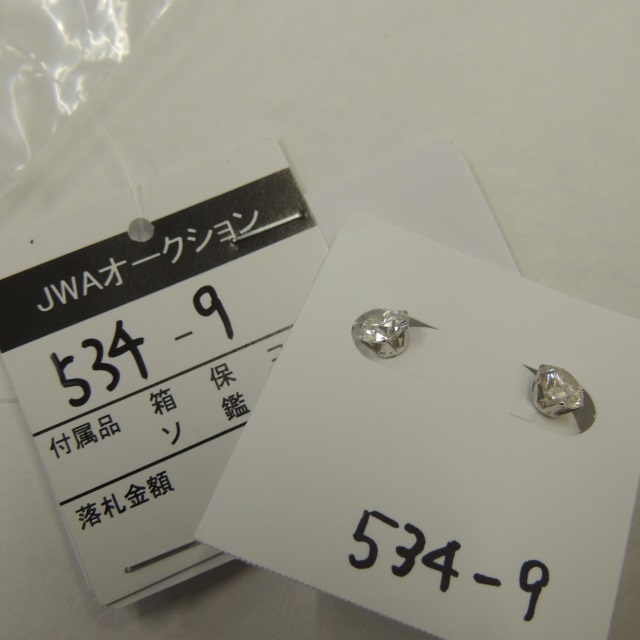 JWAオークション
534-9
付属品 箱 保
ソ 鑑
落札金額
534-9